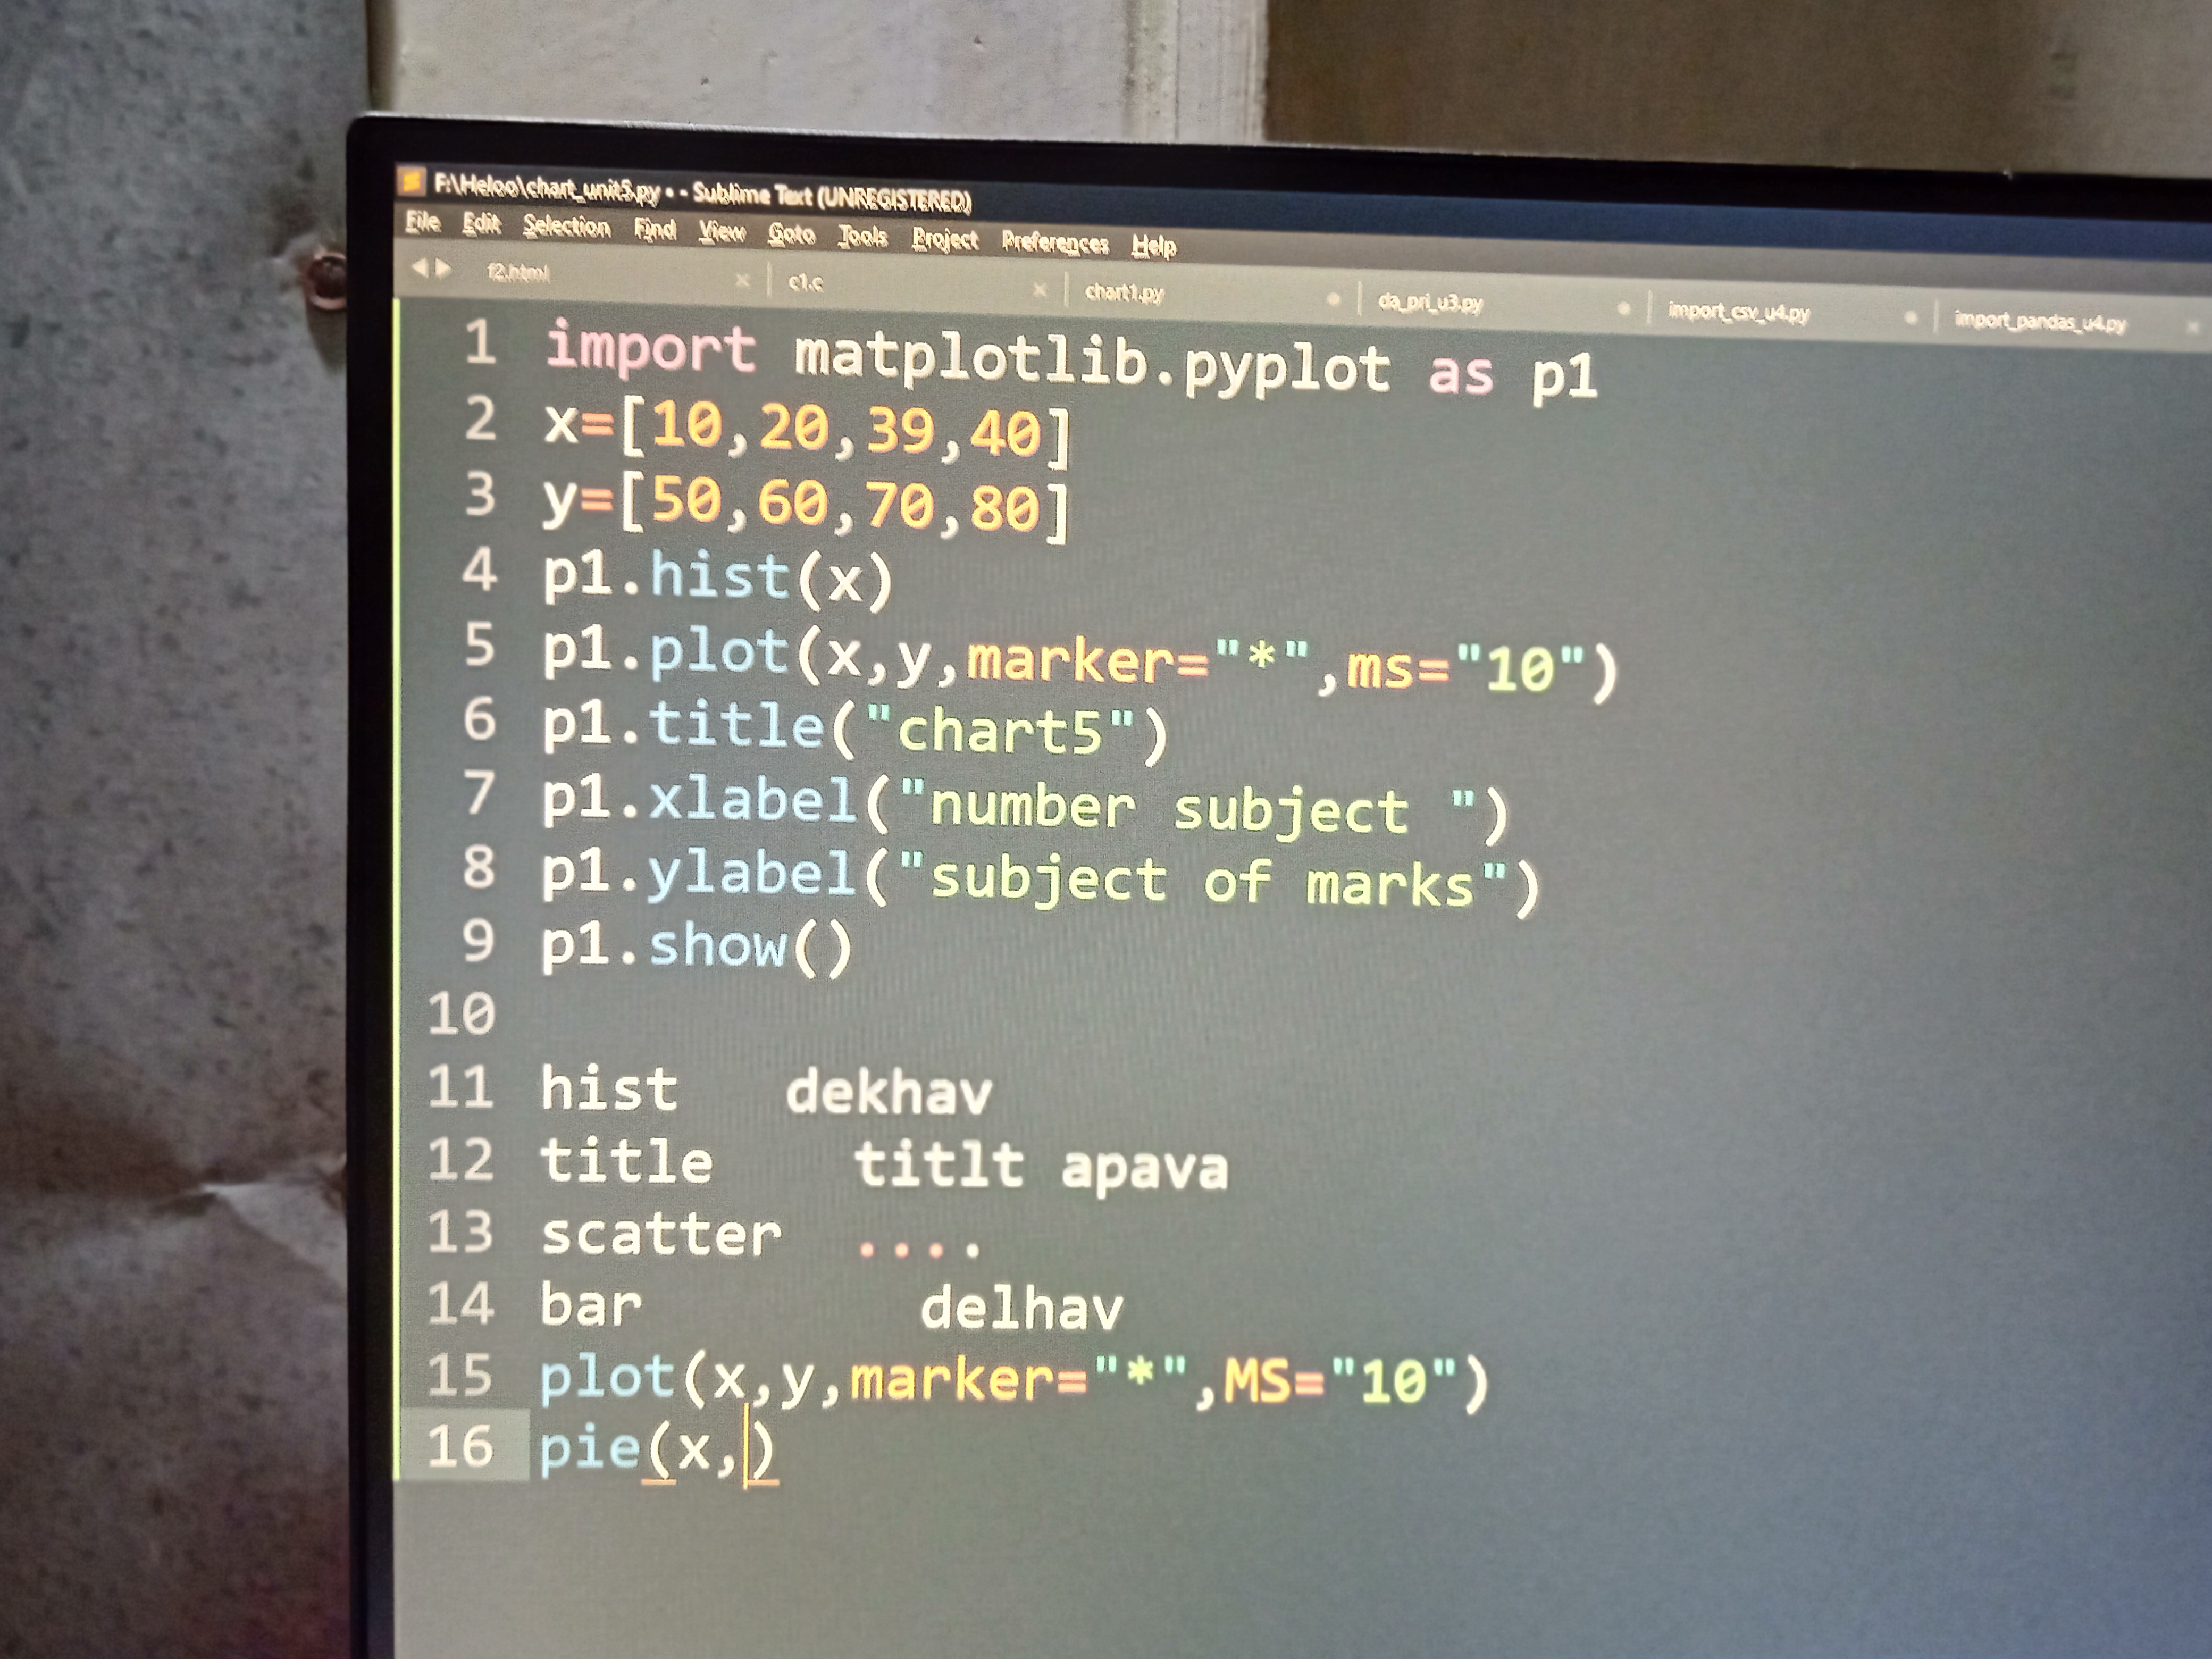 F:\Heloo\chart_unit5.py • - Sublime Text (UNREGISTERED)
File Edit Selection Find View Goto Tools Project Preferences Help
f2.html c1.c chart1.py da_pri_u3.py import_csv_u4.py import_pandas_u4.py
1 import matplotlib.pyplot as p1
2 x=[10,20,39,40]
3 y=[50,60,70,80]
4 p1.hist(x)
5 p1.plot(x,y,marker="*",ms="10")
6 p1.title("chart5")
7 p1.xlabel("number subject ")
8 p1.ylabel("subject of marks")
9 p1.show()
10
11 hist dekhav
12 title titlt apava
13 scatter ....
14 bar delhav
15 plot(x,y,marker="*",MS="10")
16 pie(x,)